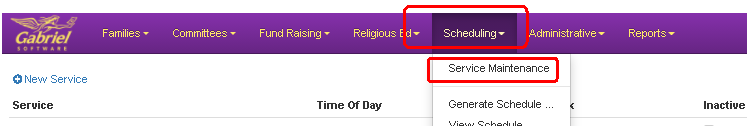 Gabriel
SOFTWARE
Families Committees Fund Raising Religious Ed Scheduling Administrative Reports
Service Maintenance
New Service
Service Time Of Day k Inactive
Generate Schedule ...
View Schedule